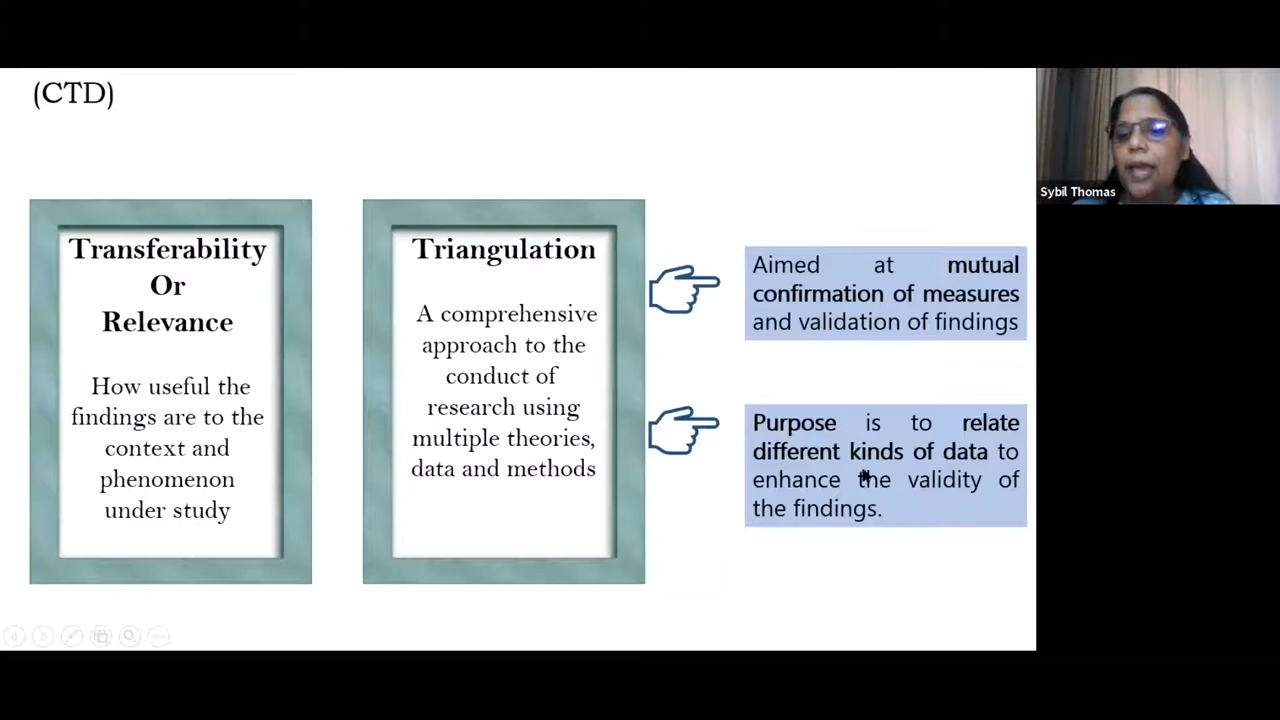 (CTD)
Transferability
Or
Relevance
How useful the
findings are to the
context and
phenomenon
under study
Triangulation
A comprehensive
approach to the
conduct of
research using
multiple theories,
data and methods
Aimed at mutual
confirmation of measures
and validation of findings
Purpose is to relate
different kinds of data to
enhance the validity of
the findings.
Sybil Thomas